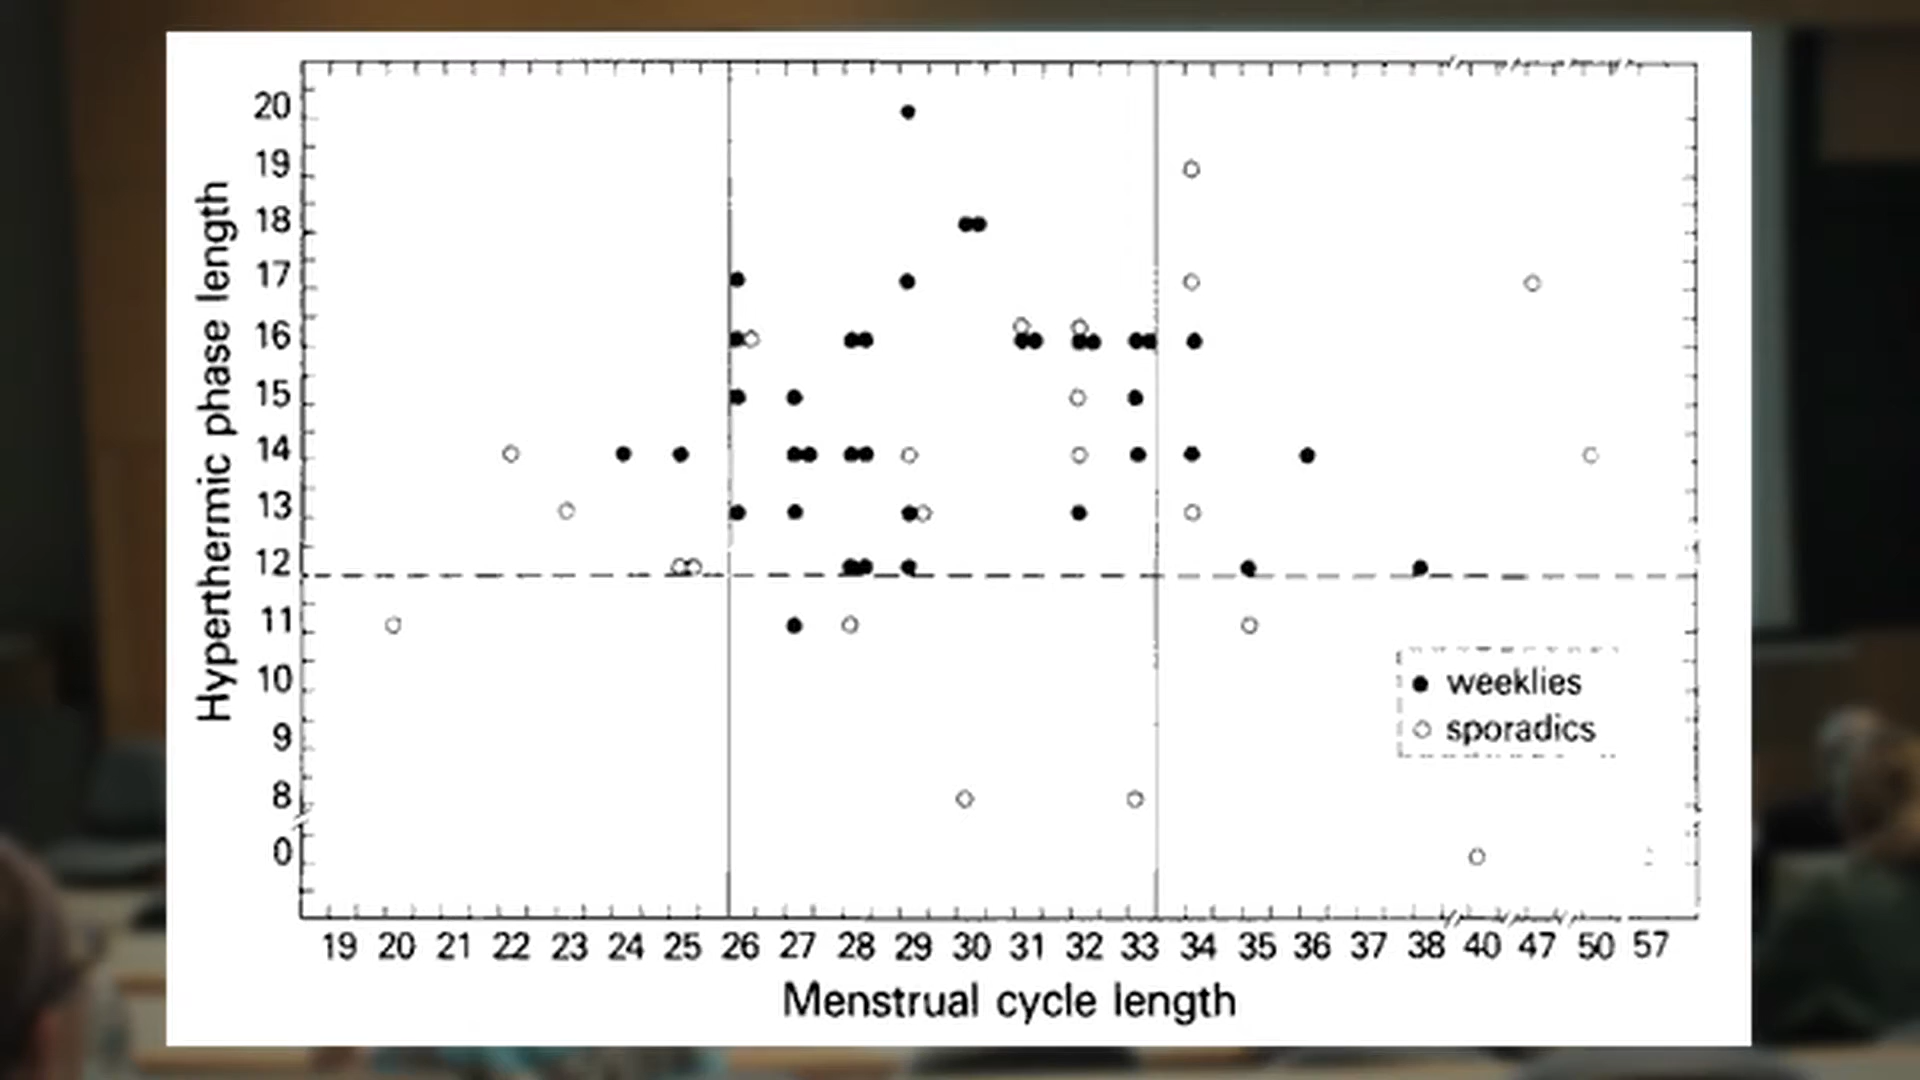 Hyperthermic phase length
20
19
18
17
16
15
14
13
12
11
10
9
8
0
weeklies
sporadics
19 20 21 22 23 24 25 26 27 28 29 30 31 32 33 34 35 36 37 38 40 47 50 57
Menstrual cycle length